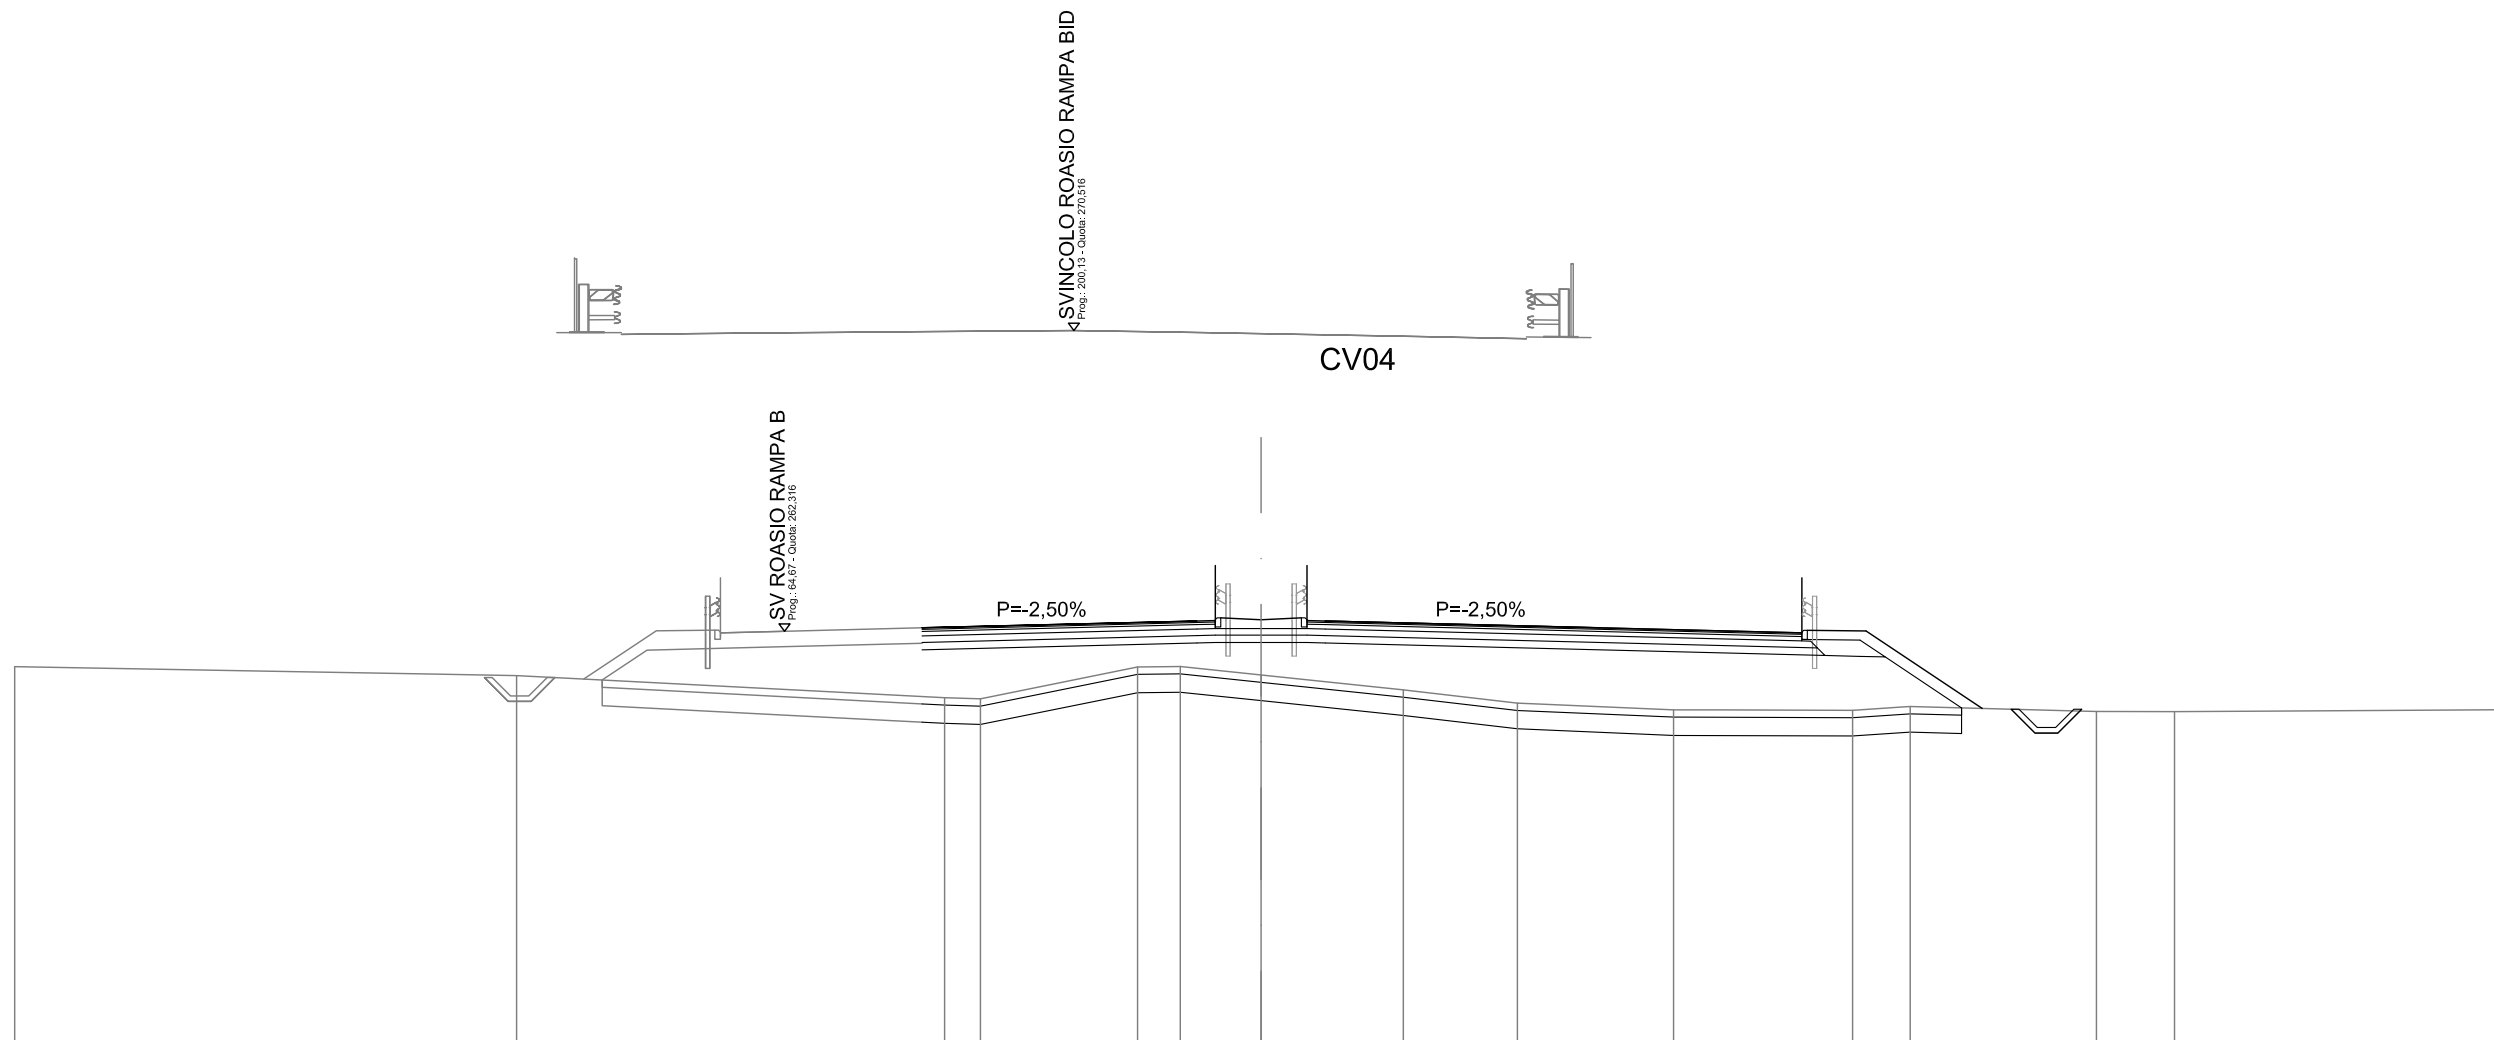 SVINCOLO ROASIO RAMPA BID
Prog.: 200,13 - Quota: 270,516
CV04
SV ROASIO RAMPA B
Prog.: 64,67 - Quota: 262,316
P=-2,50%
P=-2,50%